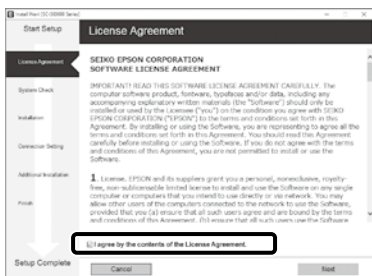 Install Navi [SC-S0000 Series]
Start Setup
License Agreement
License Agreement
System Check
Installation
Connection Setting
Additional Installation
Finish
Setup Complete
SEIKO EPSON CORPORATION
SOFTWARE LICENSE AGREEMENT
IMPORTANT! READ THIS SOFTWARE LICENSE AGREEMENT CAREFULLY. The
computer software product, fontware, typefaces and/or data, including any
accompanying explanatory written materials (the "Software") should only be
installed or used by the Licensee ("you") on the condition you agree with SEIKO
EPSON CORPORATION ("EPSON") to the terms and conditions set forth in this
Agreement. By installing or using the Software, you are representing to agree all the
terms and conditions set forth in this Agreement. You should read this Agreement
carefully before installing or using the Software. If you do not agree with the terms
and conditions of this Agreement, you are not permitted to install or use the
Software.
1. License. EPSON and its suppliers grant you a personal, nonexclusive, royalty-
free, non-sublicensable limited license to install and use the Software on any single
computer or computers that you intend to use directly or via network. You may
allow other users of the computers connected to the network to use the Software,
provided that you (a) ensure that all such users agree and are bound by the terms
and conditions of this Agreement, (b) ensure that all such users use the Software
I agree by the contents of the License Agreement.
Cancel
Next